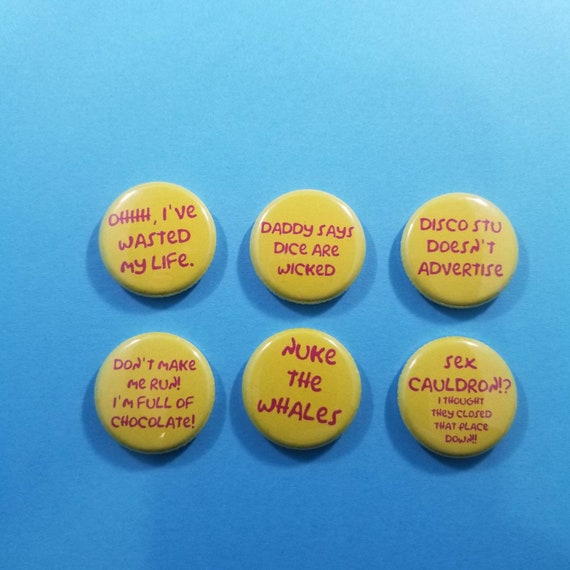 OHHHH, I'VE
WASTED
MY LIFE.
DADDY SAYS
DICE ARE
WICKED
DISCO STU
DOESN'T
ADVERTISE
DON'T MAKE
ME RUN!
I'M FULL OF
CHOCOLATE!
NUKE
THE
WHALES
SEX
CAULDRON!?
I THOUGHT
THEY CLOSED
THAT PLACE
DOWN!!